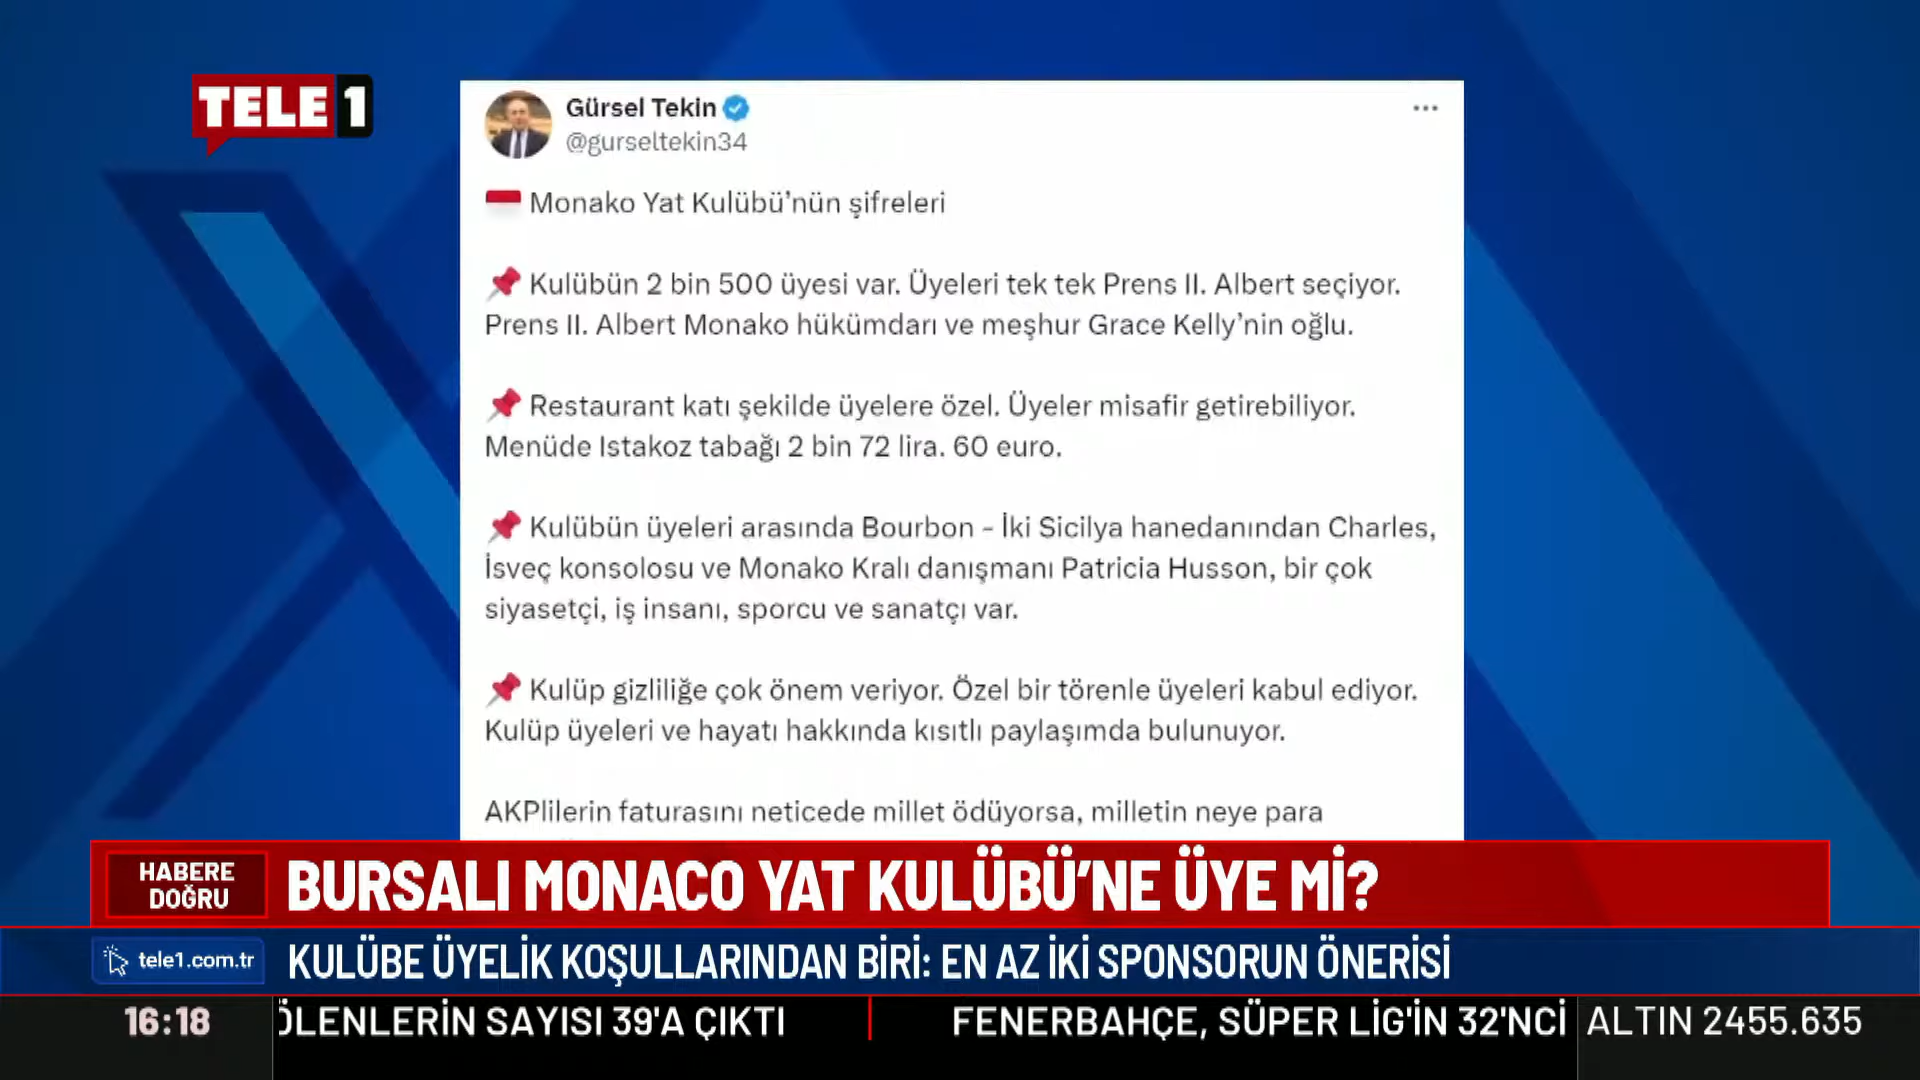 TELE 1
Gürsel Tekin
@gurseltekin34
Monako Yat Kulübü’nün şifreleri
Kulübün 2 bin 500 üyesi var. Üyeleri tek tek Prens II. Albert seçiyor.
Prens II. Albert Monako hükümdarı ve meşhur Grace Kelly’nin oğlu.
Restaurant katı şekilde üyelere özel. Üyeler misafir getirebiliyor.
Menüde Istakoz tabağı 2 bin 72 lira. 60 euro.
Kulübün üyeleri arasında Bourbon - İki Sicilya hanedanından Charles,
İsveç konsolosu ve Monako Kralı danışmanı Patricia Husson, bir çok
siyasetçi, iş insanı, sporcu ve sanatçı var.
Kulüp gizliliğe çok önem veriyor. Özel bir törenle üyeleri kabul ediyor.
Kulüp üyeleri ve hayatı hakkında kısıtlı paylaşımda bulunuyor.
AKPlilerin faturasını neticede millet ödüyorsa, milletin neye para
HABERE
DOĞRU
BURSALI MONACO YAT KULÜBÜ’NE ÜYE Mİ?
tele1.com.tr
KULÜBE ÜYELİK KOŞULLARINDAN BİRİ: EN AZ İKİ SPONSORUN ÖNERİSİ
16:18
ÖLENLERİN SAYISI 39'A ÇIKTI
FENERBAHÇE, SÜPER LİG'İN 32'NCİ
ALTIN 2455.635